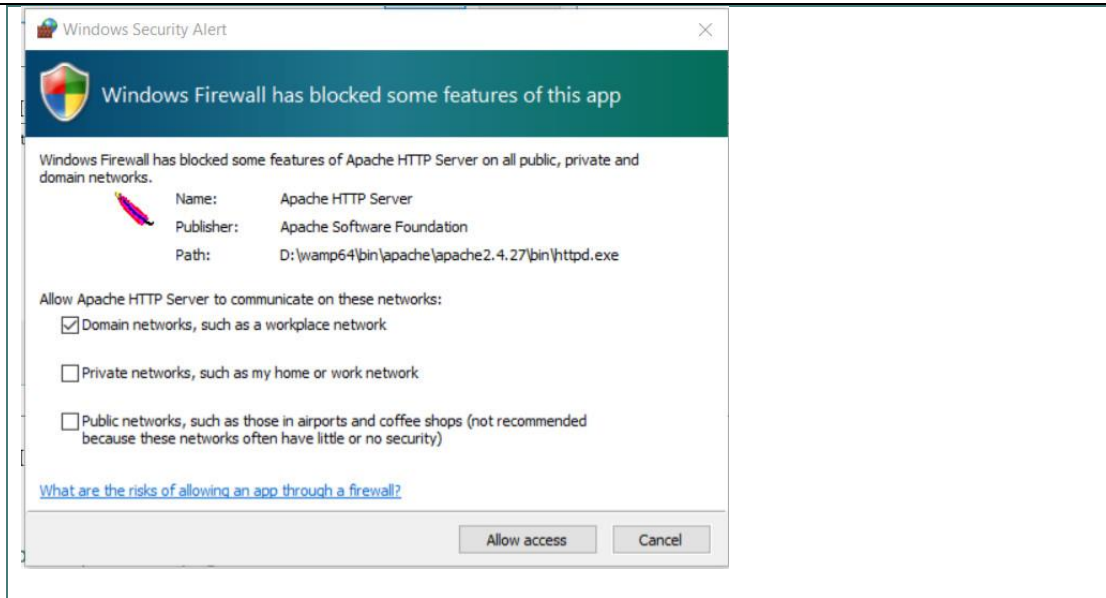 Windows Security Alert
Windows Firewall has blocked some features of this app
Windows Firewall has blocked some features of Apache HTTP Server on all public, private and
domain networks.
Name: Apache HTTP Server
Publisher: Apache Software Foundation
Path: D:\wamp64\bin\apache\apache2.4.27\bin\httpd.exe
Allow Apache HTTP Server to communicate on these networks:
Domain networks, such as a workplace network
Private networks, such as my home or work network
Public networks, such as those in airports and coffee shops (not recommended
because these networks often have little or no security)
What are the risks of allowing an app through a firewall?
Allow access Cancel